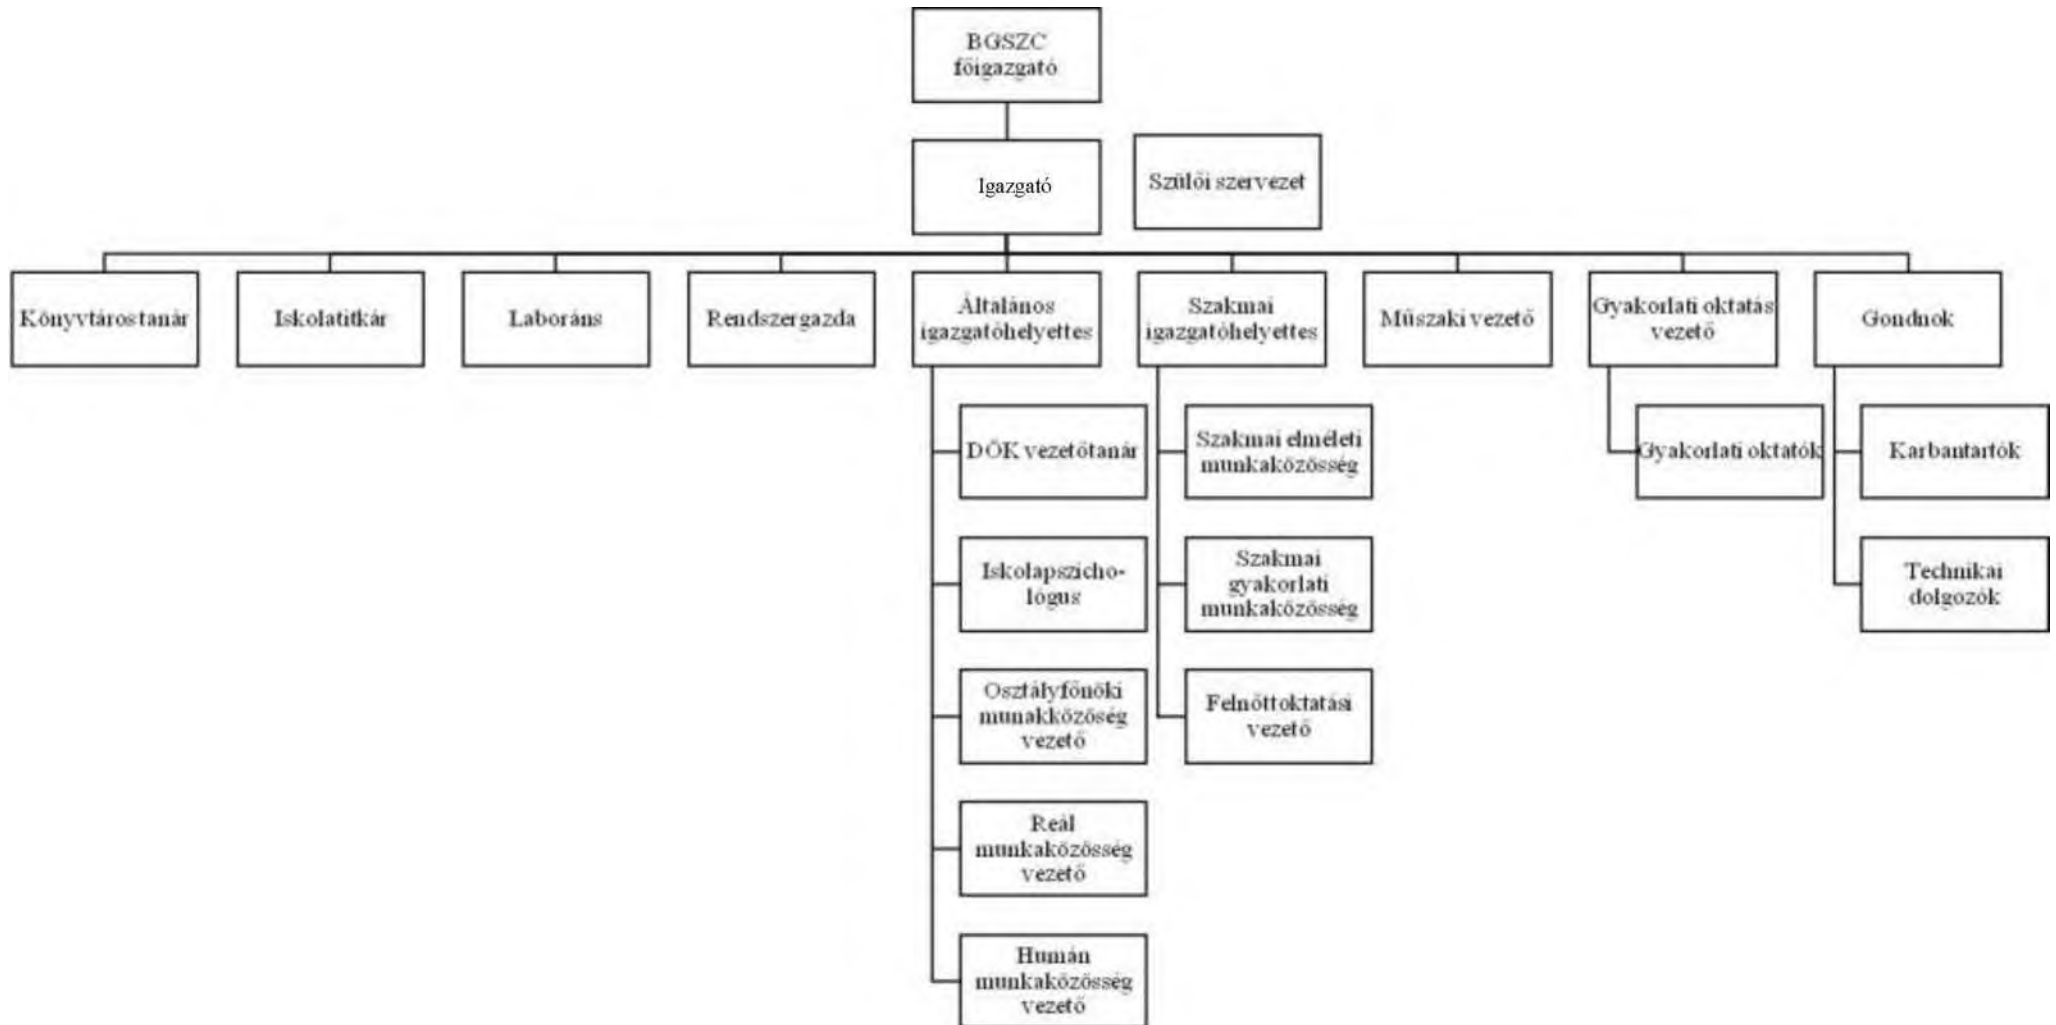 BGSZC
főigazgató
Igazgató
Szülői szervezet
Könyvtárostanár
Iskolatitkár
Laboráns
Rendszergazda
Általános
igazgatóhelyettes
Szakmai
igazgatóhelyettes
Műszaki vezető
Gyakorlati oktatás
vezető
Gondnok
DÖK vezetőtanár
Iskolapszicho-
lógus
Osztályfőnöki
munakközőség
vezető
Reál
munkaközösség
vezető
Humán
munkaközösség
vezető
Szakmai elméleti
munkaközösség
Szakmai
gyakorlati
munkaközösség
Felnőttoktatási
vezető
Gyakorlati oktatók
Karbantartók
Technikai
dolgozók